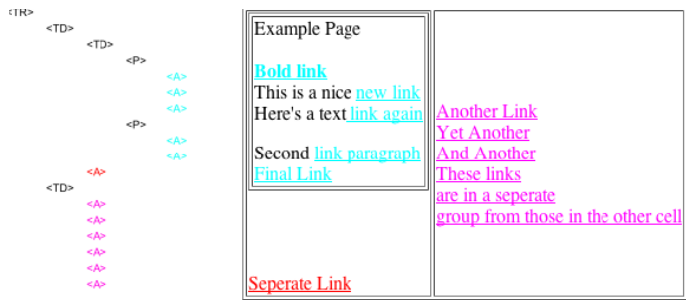 <TR>
<TD>
<TD>
<P>
<A>
<A>
<A>
<P>
<A>
<A>
<A>
<TD>
<A>
<A>
<A>
<A>
<A>
<A>
Example Page
Bold link
This is a nice new link
Here's a text link again
Second link paragraph
Final Link
Seperate Link
Another Link
Yet Another
And Another
These links
are in a seperate
group from those in the other cell